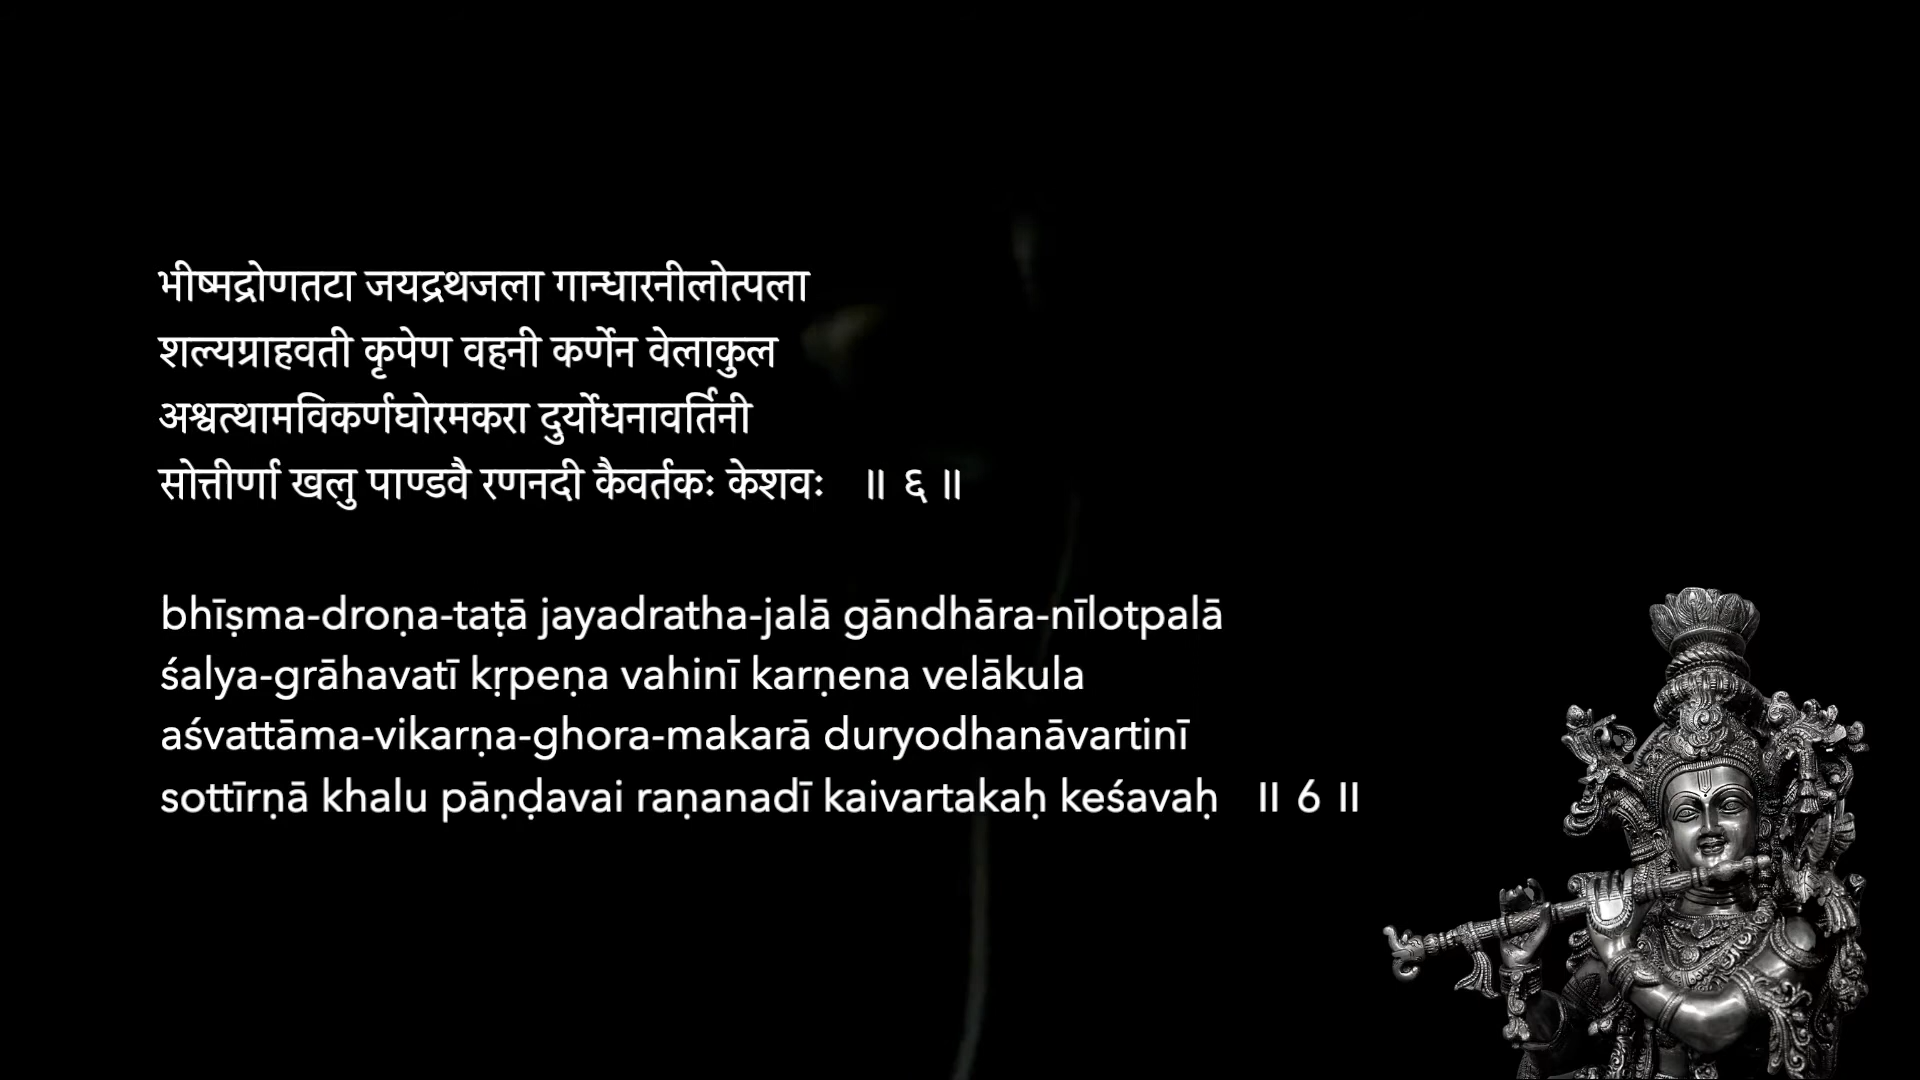 भीष्मद्रोणतटा जयद्रथजला गान्धारनीलोत्पला
शल्यग्राहवती कृपेण वहनी कर्णेन वेलाकुल
अश्वत्थामविकर्णघोरमकरा दुर्योधनावर्तिनी
सोत्तीर्णा खलु पाण्डवै रणनदी कैवर्तकः केशवः ॥ ६ ॥
bhīṣma-droṇa-taṭā jayadratha-jalā gāndhāra-nīlotpalā
śalya-grāhavatī kṛpeṇa vahinī karṇena velākula
aśvattāma-vikarṇa-ghora-makarā duryodhanāvartinī
sottīrṇā khalu pāṇḍavai raṇanadī kaivartakaḥ keśavaḥ ॥ 6 ॥